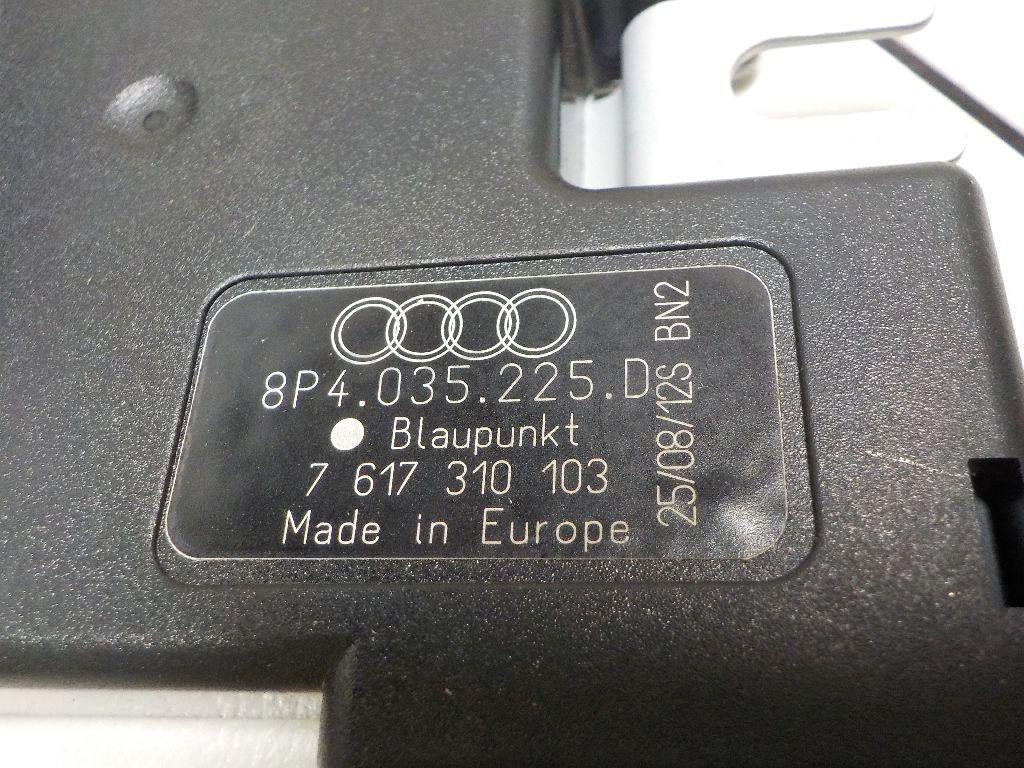 8P4.035.225.D
Blaupunkt
7 617 310 103
Made in Europe
25/08/12S BN2